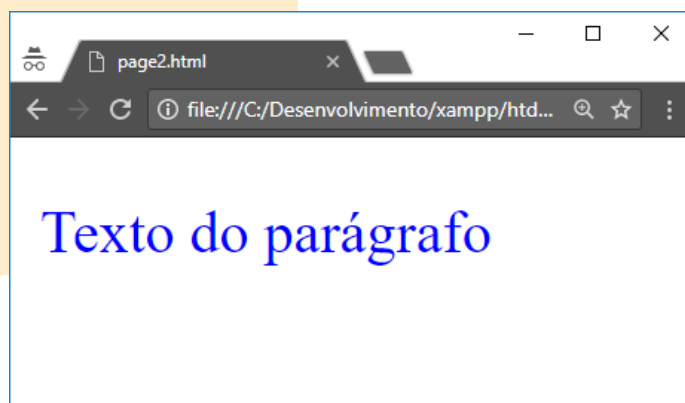 page2.html
file:///C:/Desenvolvimento/xampp/htd...
Texto do parágrafo